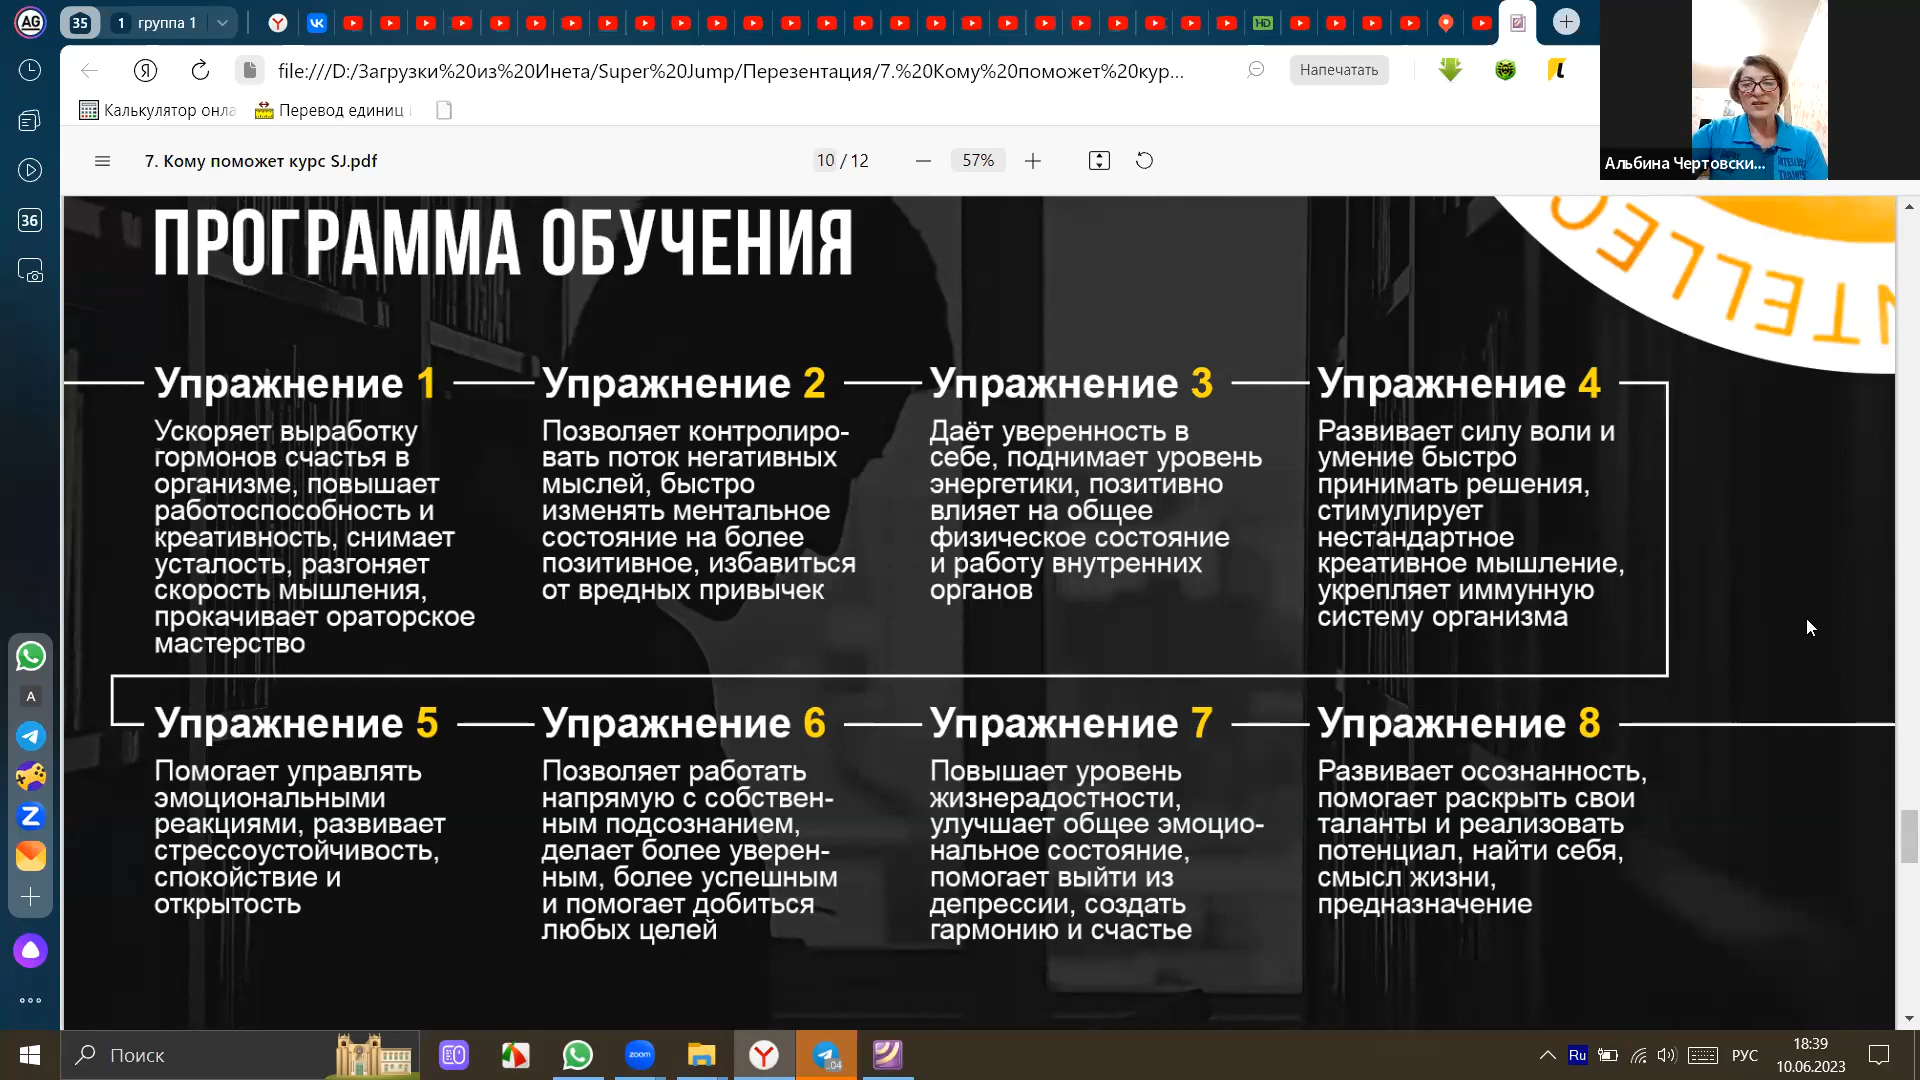 35
1 группа 1
HD
file:///D:/Загрузки%20из%20Инета/Super%20Jump/Перезентация/7.%20Кому%20поможет%20кур...
Напечатать
Калькулятор онла
Перевод единиц
7. Кому поможет курс SJ.pdf
10 / 12
57%
Альбина Чертовски...
36
ПРОГРАММА ОБУЧЕНИЯ
NTELLEC
Упражнение 1
Ускоряет выработку
гормонов счастья в
организме, повышает
работоспособность и
креативность, снимает
усталость, разгоняет
скорость мышления,
прокачивает ораторское
мастерство
Упражнение 2
Позволяет контролиро-
вать поток негативных
мыслей, быстро
изменять ментальное
состояние на более
позитивное, избавиться
от вредных привычек
Упражнение 3
Даёт уверенность в
себе, поднимает уровень
энергетики, позитивно
влияет на общее
физическое состояние
и работу внутренних
органов
Упражнение 4
Развивает силу воли и
умение быстро
принимать решения,
стимулирует
нестандартное
креативное мышление,
укрепляет иммунную
систему организма
Упражнение 5
Помогает управлять
эмоциональными
реакциями, развивает
стрессоустойчивость,
спокойствие и
открытость
Упражнение 6
Позволяет работать
напрямую с собствен-
ным подсознанием,
делает более уверен-
ным, более успешным
и помогает добиться
любых целей
Упражнение 7
Повышает уровень
жизнерадостности,
улучшает общее эмоцио-
нальное состояние,
помогает выйти из
депрессии, создать
гармонию и счастье
Упражнение 8
Развивает осознанность,
помогает раскрыть свои
таланты и реализовать
потенциал, найти себя,
смысл жизни,
предназначение
A
Поиск
zoom
..04
Ru
РУС
18:39
10.06.2023